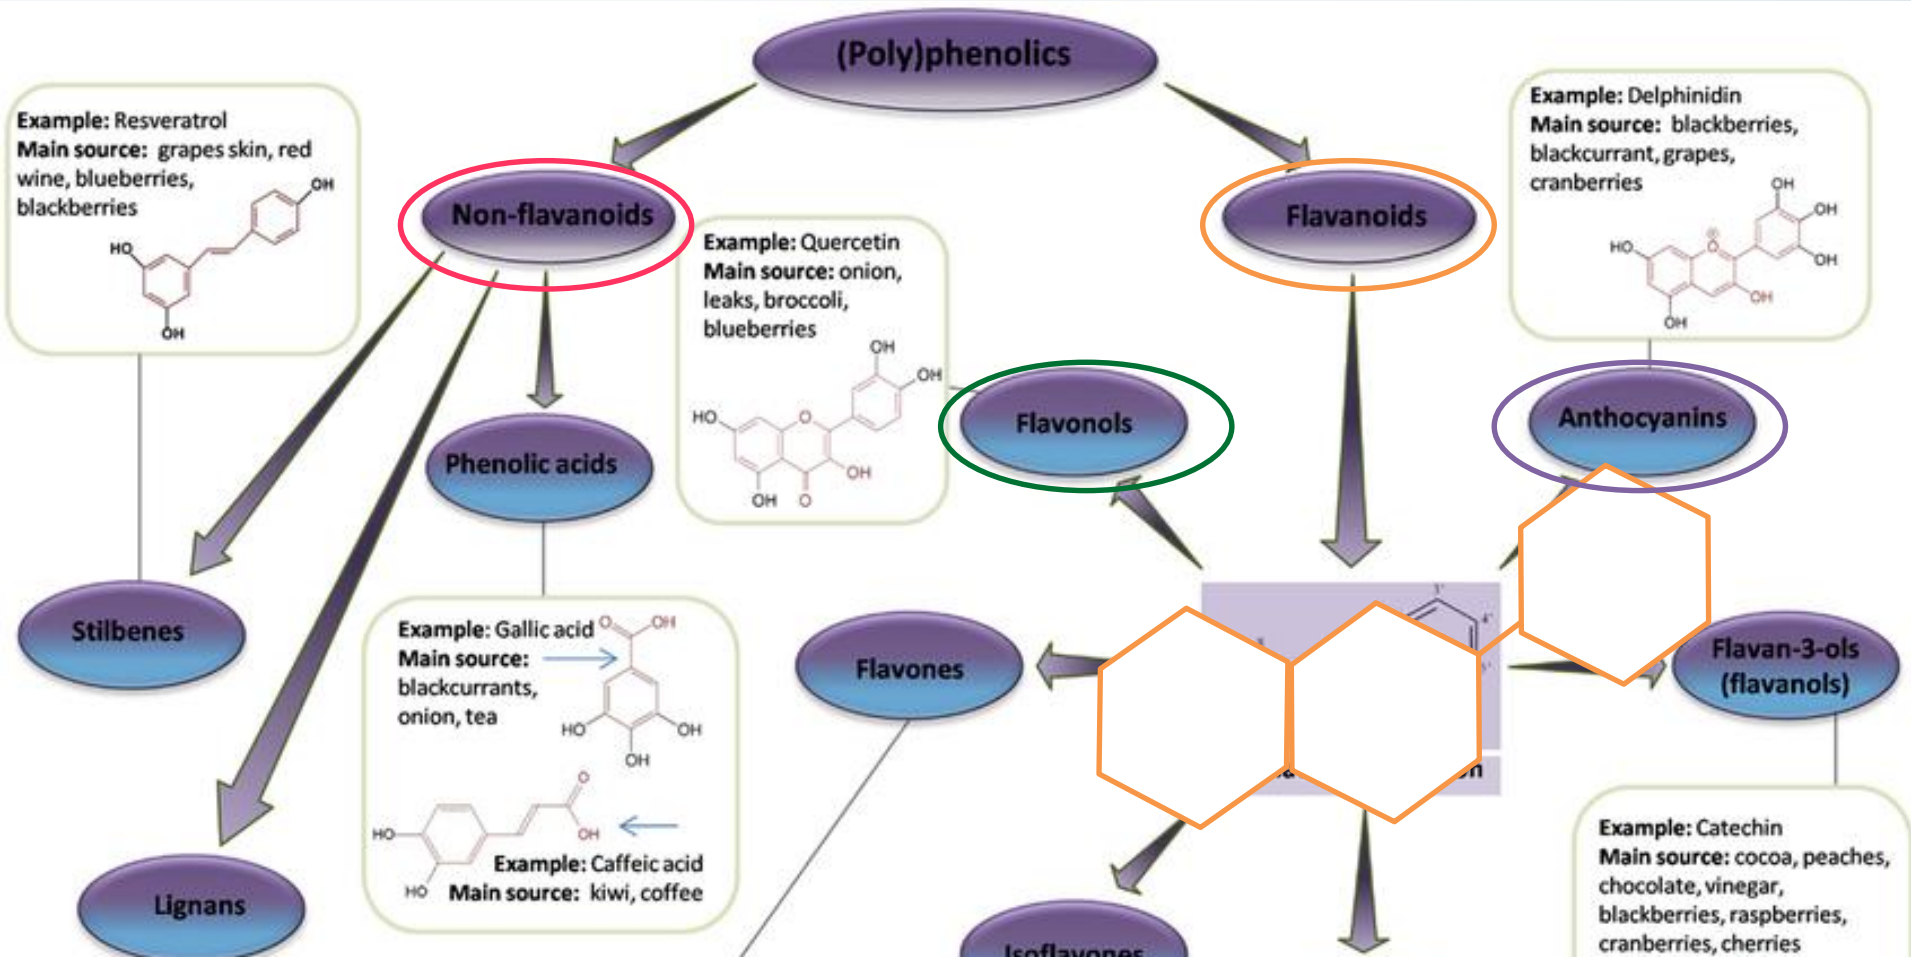 (Poly)phenolics
Example: Resveratrol
Main source: grapes skin, red
wine, blueberries,
blackberries
OH
HO
OH
Non-flavanoids
Flavanoids
Example: Delphinidin
Main source: blackberries,
blackcurrant, grapes,
cranberries
OH
OH
HO
O
⊕
OH
OH
OH
Example: Quercetin
Main source: onion,
leaks, broccoli,
blueberries
OH
OH
HO
O
OH
OH
O
Flavonols
Anthocyanins
Phenolic acids
Stilbenes
Example: Gallic acid
Main source:
blackcurrants,
onion, tea
O
OH
HO
OH
OH
O
HO
OH
HO
Example: Caffeic acid
Main source: kiwi, coffee
Flavones
3'
4'
5'
Flavan-3-ols
(flavanols)
Lignans
Isoflavones
Example: Catechin
Main source: cocoa, peaches,
chocolate, vinegar,
blackberries, raspberries,
cranberries, cherries